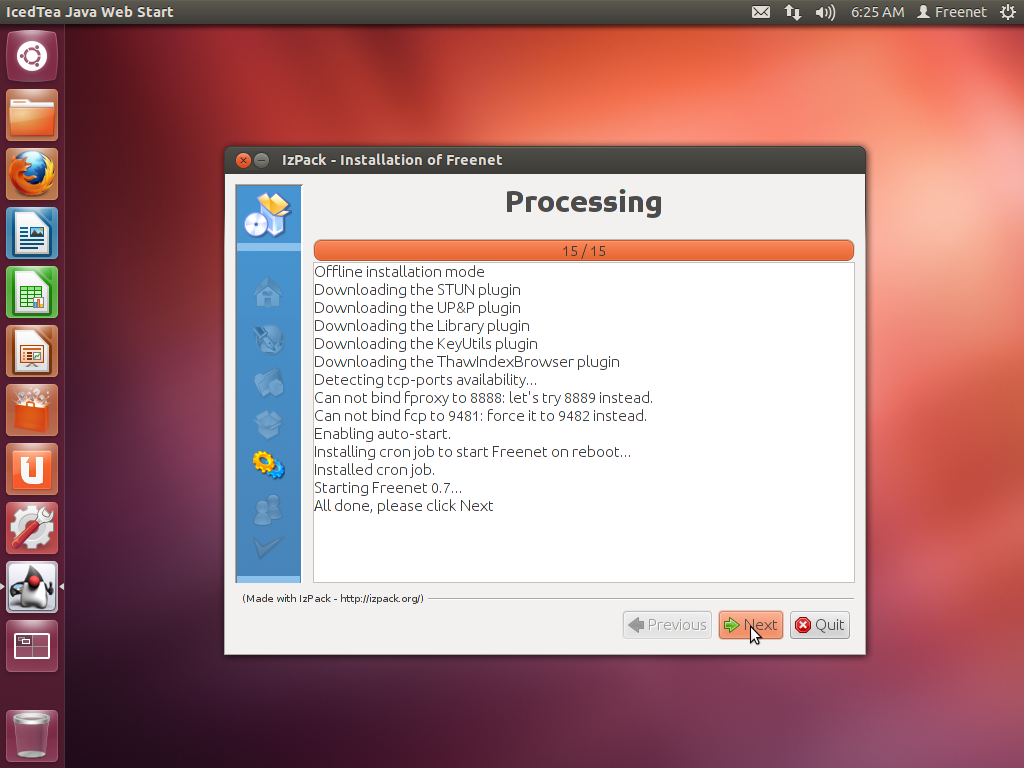 IcedTea Java Web Start
6:25 AM Freenet
IzPack - Installation of Freenet
Processing
15 / 15
Offline installation mode
Downloading the STUN plugin
Downloading the UP&P plugin
Downloading the Library plugin
Downloading the KeyUtils plugin
Downloading the ThawIndexBrowser plugin
Detecting tcp-ports availability...
Can not bind fproxy to 8888: let's try 8889 instead.
Can not bind fcp to 9481: force it to 9482 instead.
Enabling auto-start.
Installing cron job to start Freenet on reboot...
Installed cron job.
Starting Freenet 0.7...
All done, please click Next
(Made with IzPack - http://izpack.org/)
Previous Next Quit